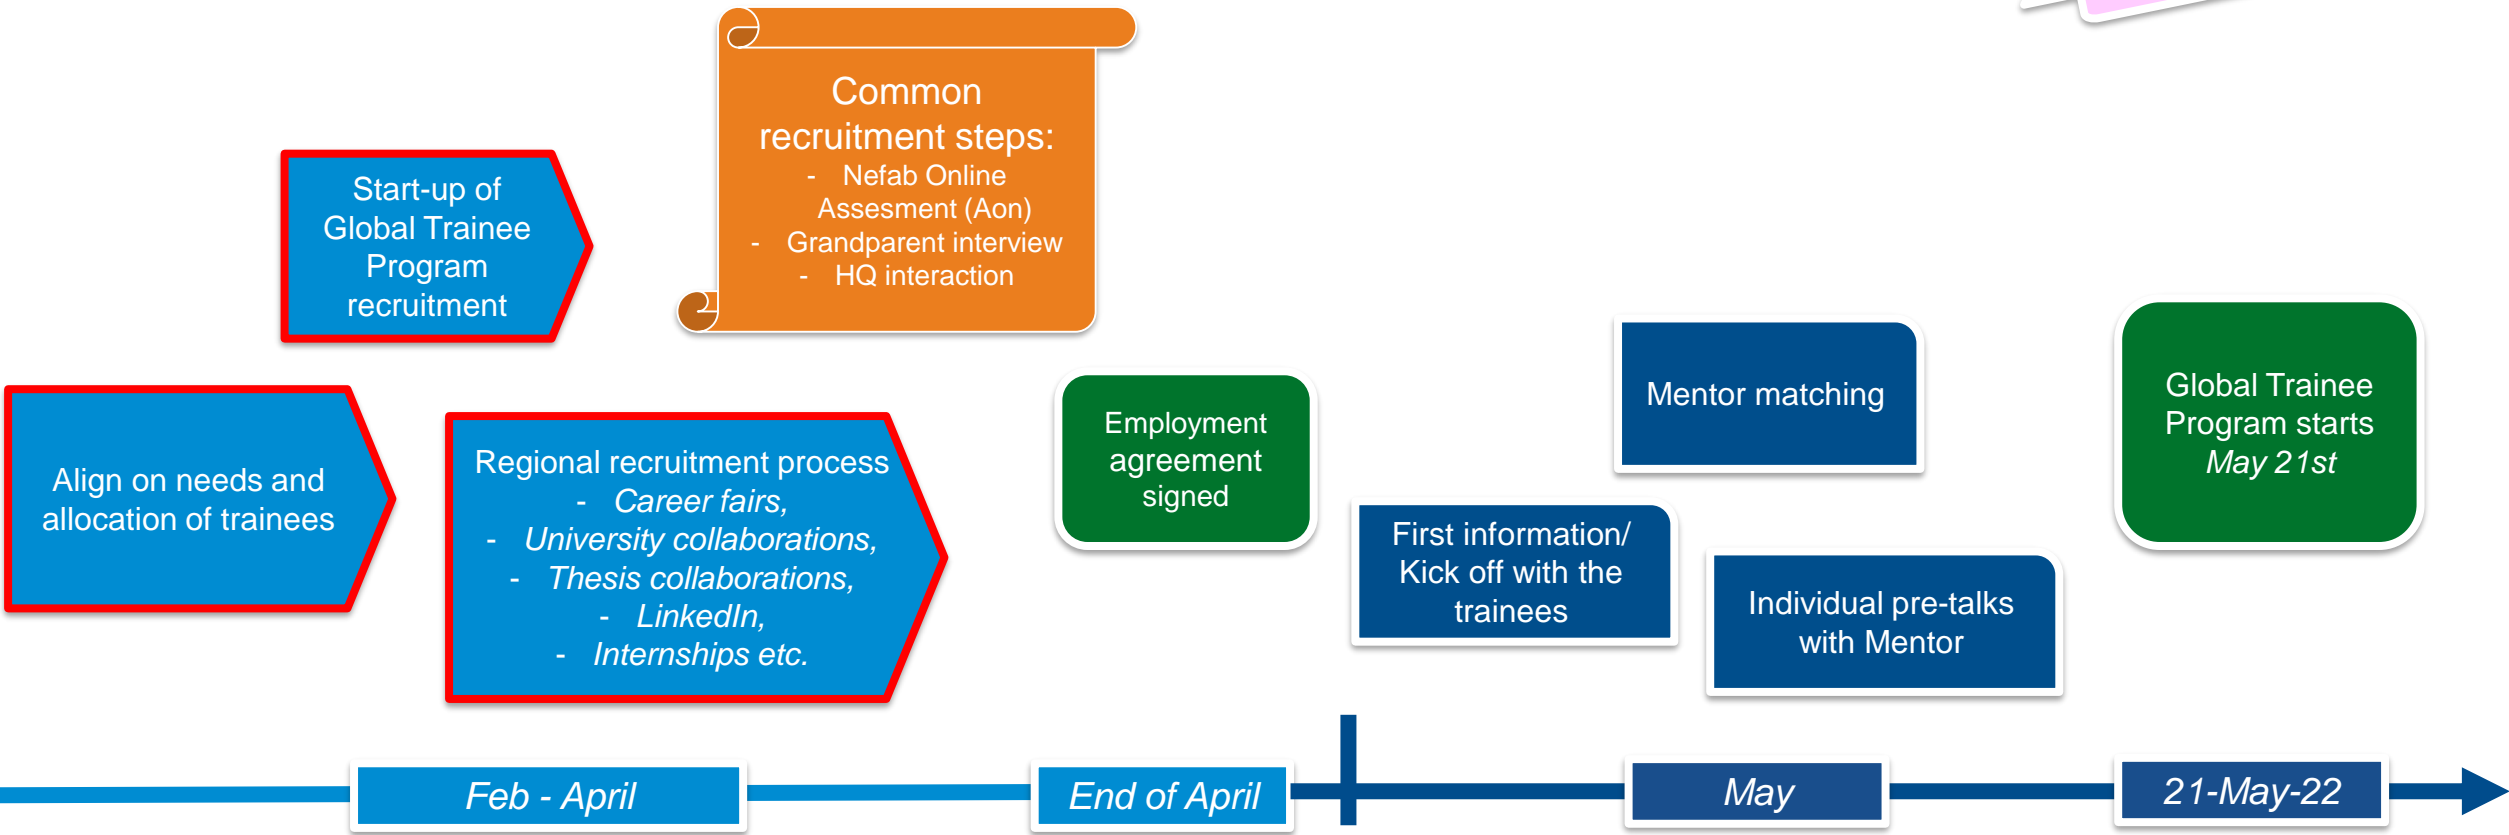 Common
recruitment steps:
- Nefab Online
Assesment (Aon)
- Grandparent interview
- HQ interaction
Start-up of
Global Trainee
Program
recruitment
Align on needs and
allocation of trainees
Regional recruitment process
- Career fairs,
- University collaborations,
- Thesis collaborations,
- LinkedIn,
- Internships etc.
Employment
agreement
signed
Mentor matching
First information/
Kick off with the
trainees
Individual pre-talks
with Mentor
Global Trainee
Program starts
May 21st
Feb - April
End of April
May
21-May-22